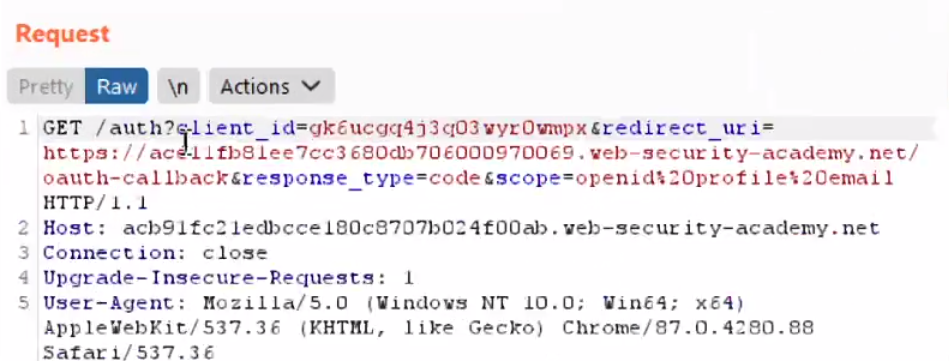 Request
Pretty Raw \n Actions
1 GET /auth?client_id=gk6ucgq4j3q03wyr0wmpx&redirect_uri=
https://ace11fb81ee7cc3680db706000970069.web-security-academy.net/
oauth-callback&response_type=code&scope=openid%20profile%20email
HTTP/1.1
2 Host: acb91fc21edbcce180c8707b024f00ab.web-security-academy.net
3 Connection: close
4 Upgrade-Insecure-Requests: 1
5 User-Agent: Mozilla/5.0 (Windows NT 10.0; Win64; x64)
AppleWebKit/537.36 (KHTML, like Gecko) Chrome/87.0.4280.88
Safari/537.36